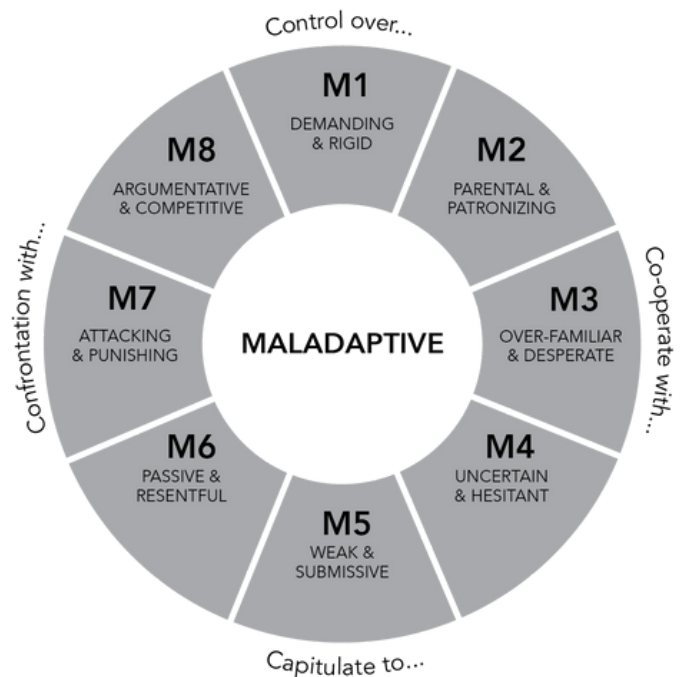 Control over...
M1
DEMANDING
& RIGID
M2
PARENTAL &
PATRONIZING
Co-operate with...
M3
OVER-FAMILIAR
& DESPERATE
M4
UNCERTAIN
& HESITANT
Capitulate to...
M5
WEAK &
SUBMISSIVE
M6
PASSIVE &
RESENTFUL
Confrontation with...
M7
ATTACKING
& PUNISHING
M8
ARGUMENTATIVE
& COMPETITIVE
MALADAPTIVE